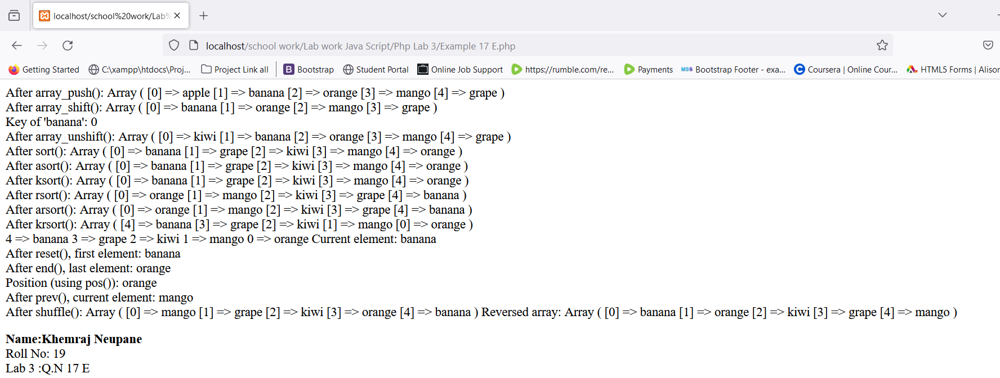 localhost/school%20work/Lab%
localhost/school work/Lab work Java Script/Php Lab 3/Example 17 E.php
Getting Started C:\xampp\htdocs\Proj... Project Link all Bootstrap Student Portal Online Job Support https://rumble.com/re... Payments MDB Bootstrap Footer - exa... Coursera | Online Cour... HTML5 Forms | Alison
After array_push(): Array ( [0] => apple [1] => banana [2] => orange [3] => mango [4] => grape )
After array_shift(): Array ( [0] => banana [1] => orange [2] => mango [3] => grape )
Key of 'banana': 0
After array_unshift(): Array ( [0] => kiwi [1] => banana [2] => orange [3] => mango [4] => grape )
After sort(): Array ( [0] => banana [1] => grape [2] => kiwi [3] => mango [4] => orange )
After asort(): Array ( [0] => banana [1] => grape [2] => kiwi [3] => mango [4] => orange )
After ksort(): Array ( [0] => banana [1] => grape [2] => kiwi [3] => mango [4] => orange )
After rsort(): Array ( [0] => orange [1] => mango [2] => kiwi [3] => grape [4] => banana )
After arsort(): Array ( [0] => orange [1] => mango [2] => kiwi [3] => grape [4] => banana )
After krsort(): Array ( [4] => banana [3] => grape [2] => kiwi [1] => mango [0] => orange )
4 => banana 3 => grape 2 => kiwi 1 => mango 0 => orange Current element: banana
After reset(), first element: banana
After end(), last element: orange
Position (using pos()): orange
After prev(), current element: mango
After shuffle(): Array ( [0] => mango [1] => grape [2] => kiwi [3] => orange [4] => banana ) Reversed array: Array ( [0] => banana [1] => orange [2] => kiwi [3] => grape [4] => mango )
Name:Khemraj Neupane
Roll No: 19
Lab 3 :Q.N 17 E